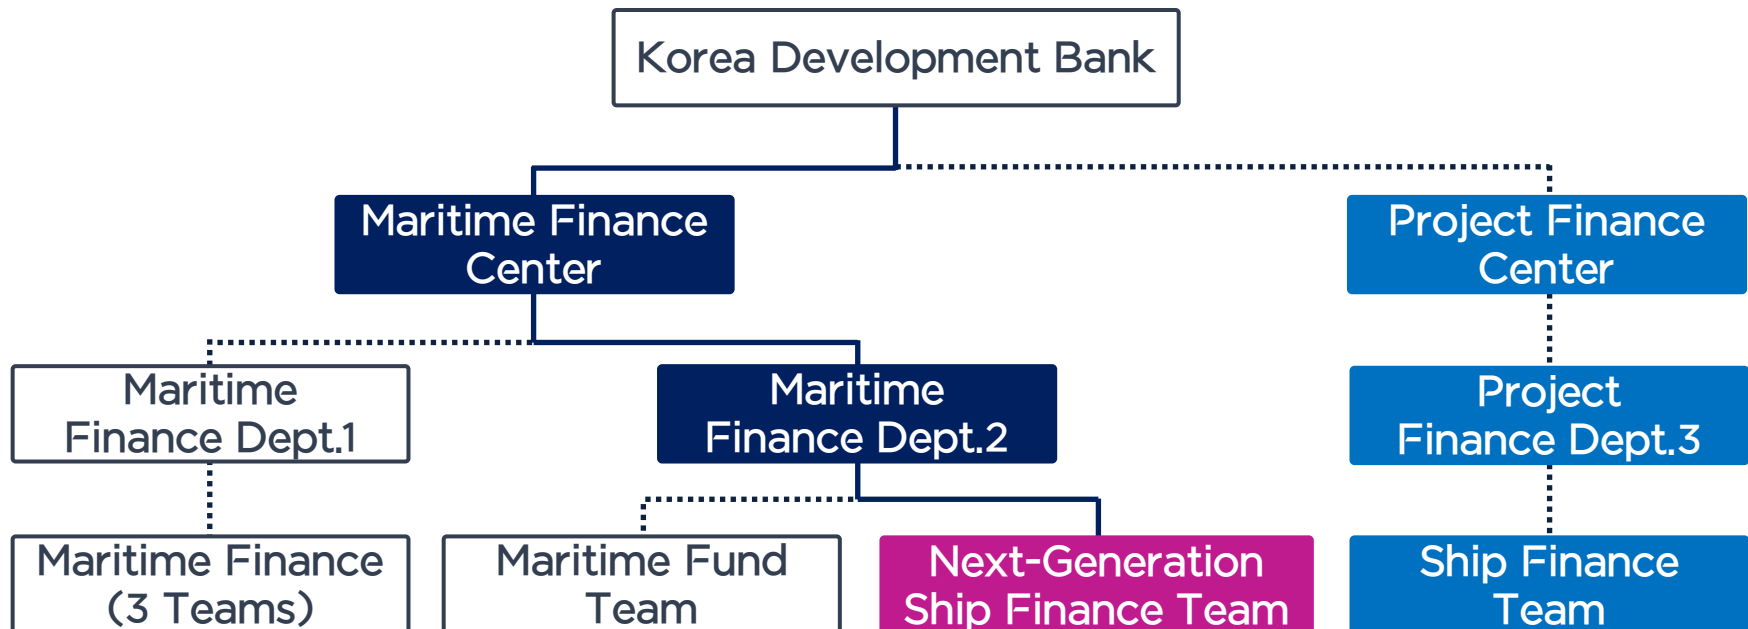 Korea Development Bank
Maritime Finance
Center
Project Finance
Center
Maritime
Finance Dept.1
Maritime
Finance Dept.2
Project
Finance Dept.3
Maritime Finance
(3 Teams)
Maritime Fund
Team
Next-Generation
Ship Finance Team
Ship Finance
Team